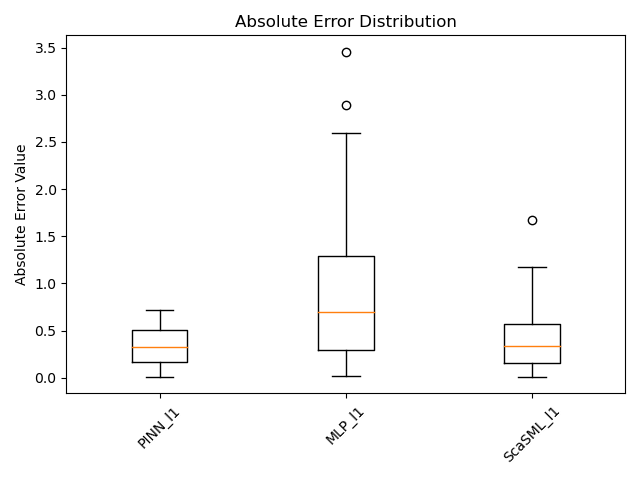 Absolute Error Distribution
Absolute Error Value
3.5
3.0
2.5
2.0
1.5
1.0
0.5
0.0
PINN_l1
MLP_l1
ScaSML_l1